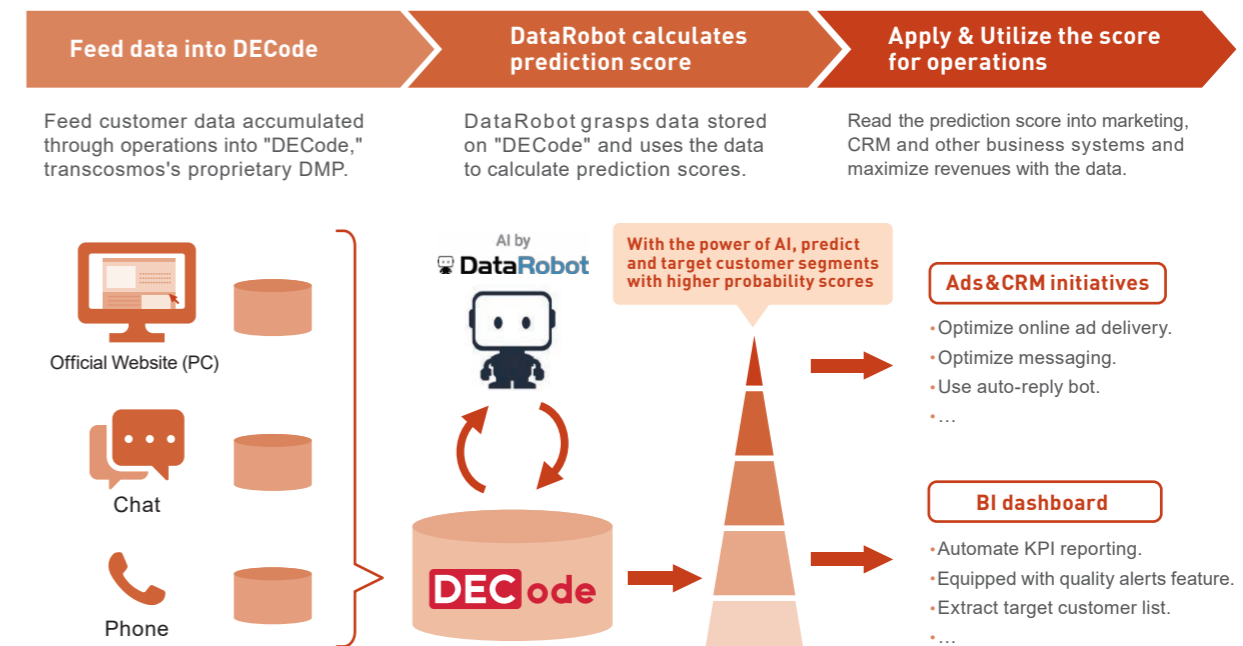 Feed data into DECode
DataRobot calculates
prediction score
Apply & Utilize the score
for operations
Feed customer data accumulated
through operations into "DECode,"
transcosmos's proprietary DMP.
DataRobot grasps data stored
on "DECode" and uses the data
to calculate prediction scores.
Read the prediction score into marketing,
CRM and other business systems and
maximize revenues with the data.
Official Website (PC)
Chat
Phone
AI by
DataRobot
DECode
With the power of AI, predict
and target customer segments
with higher probability scores
Ads&CRM initiatives
•Optimize online ad delivery.
•Optimize messaging.
•Use auto-reply bot.
•…
BI dashboard
•Automate KPI reporting.
•Equipped with quality alerts feature.
•Extract target customer list.
•…